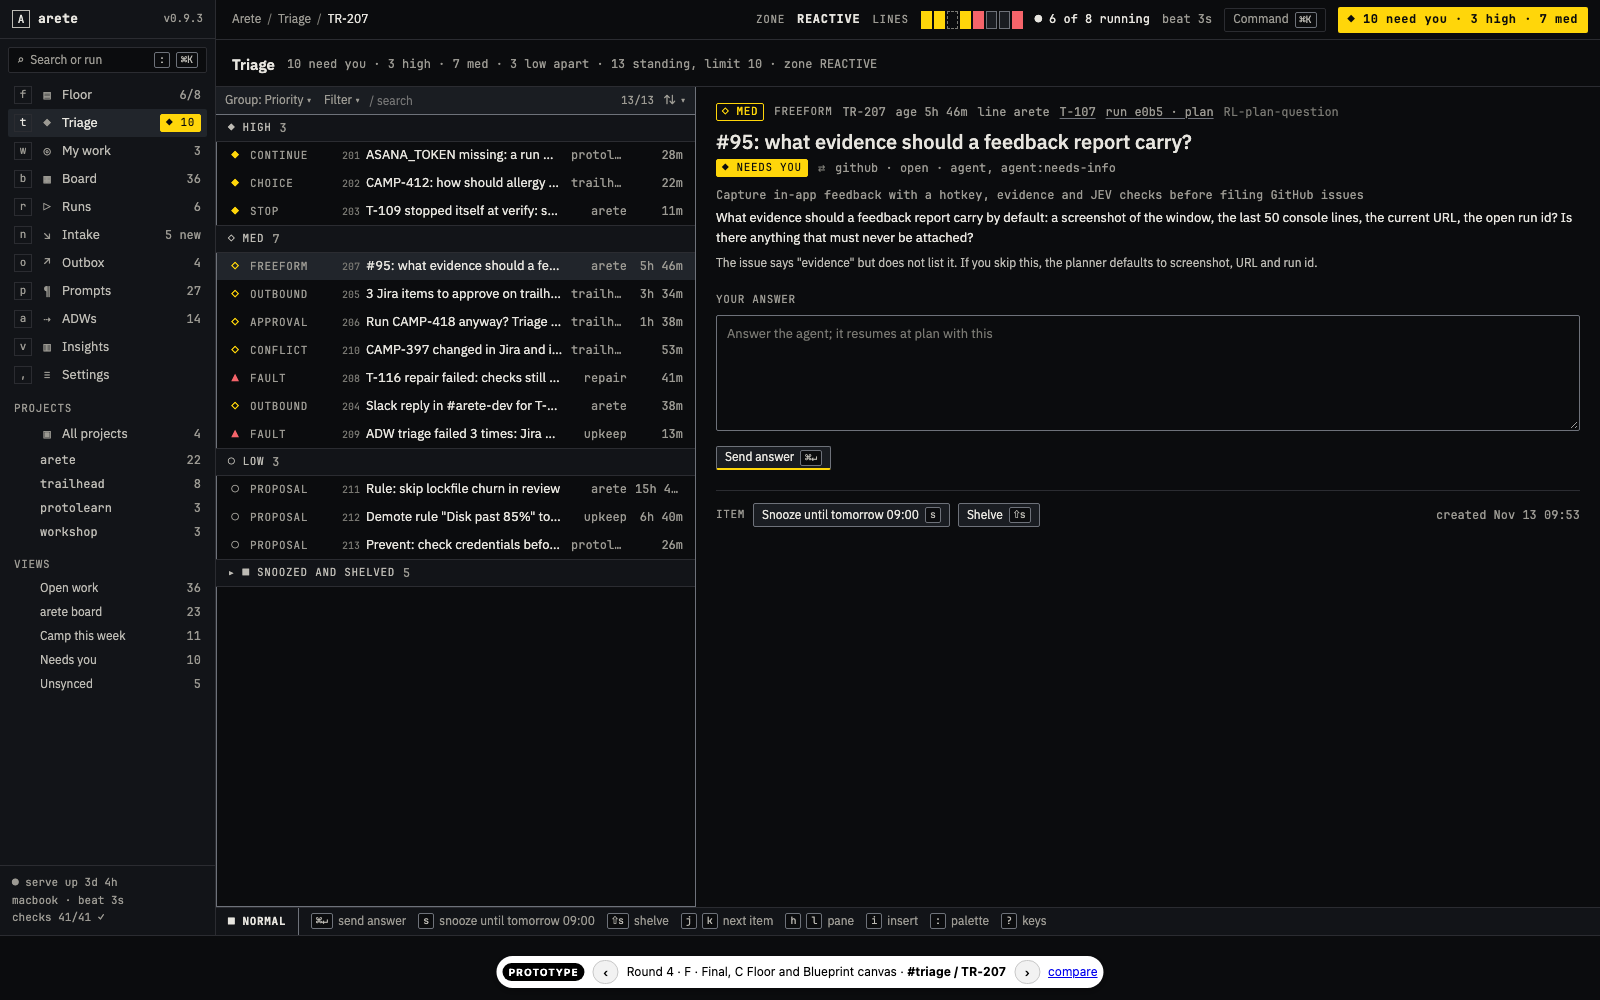 A arete v0.9.3
Search or run : ⌘K
f Floor 6/8
t Triage 10
w My work 3
b Board 36
r Runs 6
n Intake 5 new
o Outbox 4
p Prompts 27
a ADWs 14
v Insights
, Settings
PROJECTS
All projects 4
arete 22
trailhead 8
protolearn 3
workshop 3
VIEWS
Open work 36
arete board 23
Camp this week 11
Needs you 10
Unsynced 5
serve up 3d 4h
macbook · beat 3s
checks 41/41 ✓
Arete / Triage / TR-207
ZONE REACTIVE LINES 6 of 8 running beat 3s Command ⌘K ◆ 10 need you · 3 high · 7 med
Triage 10 need you · 3 high · 7 med · 3 low apart · 13 standing, limit 10 · zone REACTIVE
Group: Priority ▾ Filter ▾ / search 13/13 ⇅ ▾
◆ HIGH 3
◆ CONTINUE 201 ASANA_TOKEN missing: a run ... protol... 28m
◆ CHOICE 202 CAMP-412: how should allergy ... trailh... 22m
◆ STOP 203 T-109 stopped itself at verify: s... arete 11m
◇ MED 7
◇ FREEFORM 207 #95: what evidence should a fe... arete 5h 46m
◇ OUTBOUND 205 3 Jira items to approve on trailh... trailh... 3h 34m
◇ APPROVAL 206 Run CAMP-418 anyway? Triage ... trailh... 1h 38m
◇ CONFLICT 210 CAMP-397 changed in Jira and i... trailh... 53m
▲ FAULT 208 T-116 repair failed: checks still ... repair 41m
◇ OUTBOUND 204 Slack reply in #arete-dev for T-... arete 38m
▲ FAULT 209 ADW triage failed 3 times: Jira ... upkeep 13m
○ LOW 3
○ PROPOSAL 211 Rule: skip lockfile churn in review arete 15h 4...
○ PROPOSAL 212 Demote rule "Disk past 85%" to... upkeep 6h 40m
○ PROPOSAL 213 Prevent: check credentials befo... protol... 26m
▸ ■ SNOOZED AND SHELVED 5
◇ MED FREEFORM TR-207 age 5h 46m line arete T-107 run e0b5 · plan RL-plan-question
#95: what evidence should a feedback report carry?
◆ NEEDS YOU ⇄ github · open · agent, agent:needs-info
Capture in-app feedback with a hotkey, evidence and JEV checks before filing GitHub issues
What evidence should a feedback report carry by default: a screenshot of the window, the last 50 console lines, the current URL, the open run id? Is
there anything that must never be attached?
The issue says "evidence" but does not list it. If you skip this, the planner defaults to screenshot, URL and run id.
YOUR ANSWER
Answer the agent; it resumes at plan with this
Send answer ⌘↵
ITEM Snooze until tomorrow 09:00 s Shelve ⇧s created Nov 13 09:53
■ NORMAL ⌘↵ send answer s snooze until tomorrow 09:00 ⇧s shelve j k next item h l pane i insert : palette ? keys
PROTOTYPE ‹ Round 4 · F · Final, C Floor and Blueprint canvas · #triage / TR-207 › compare